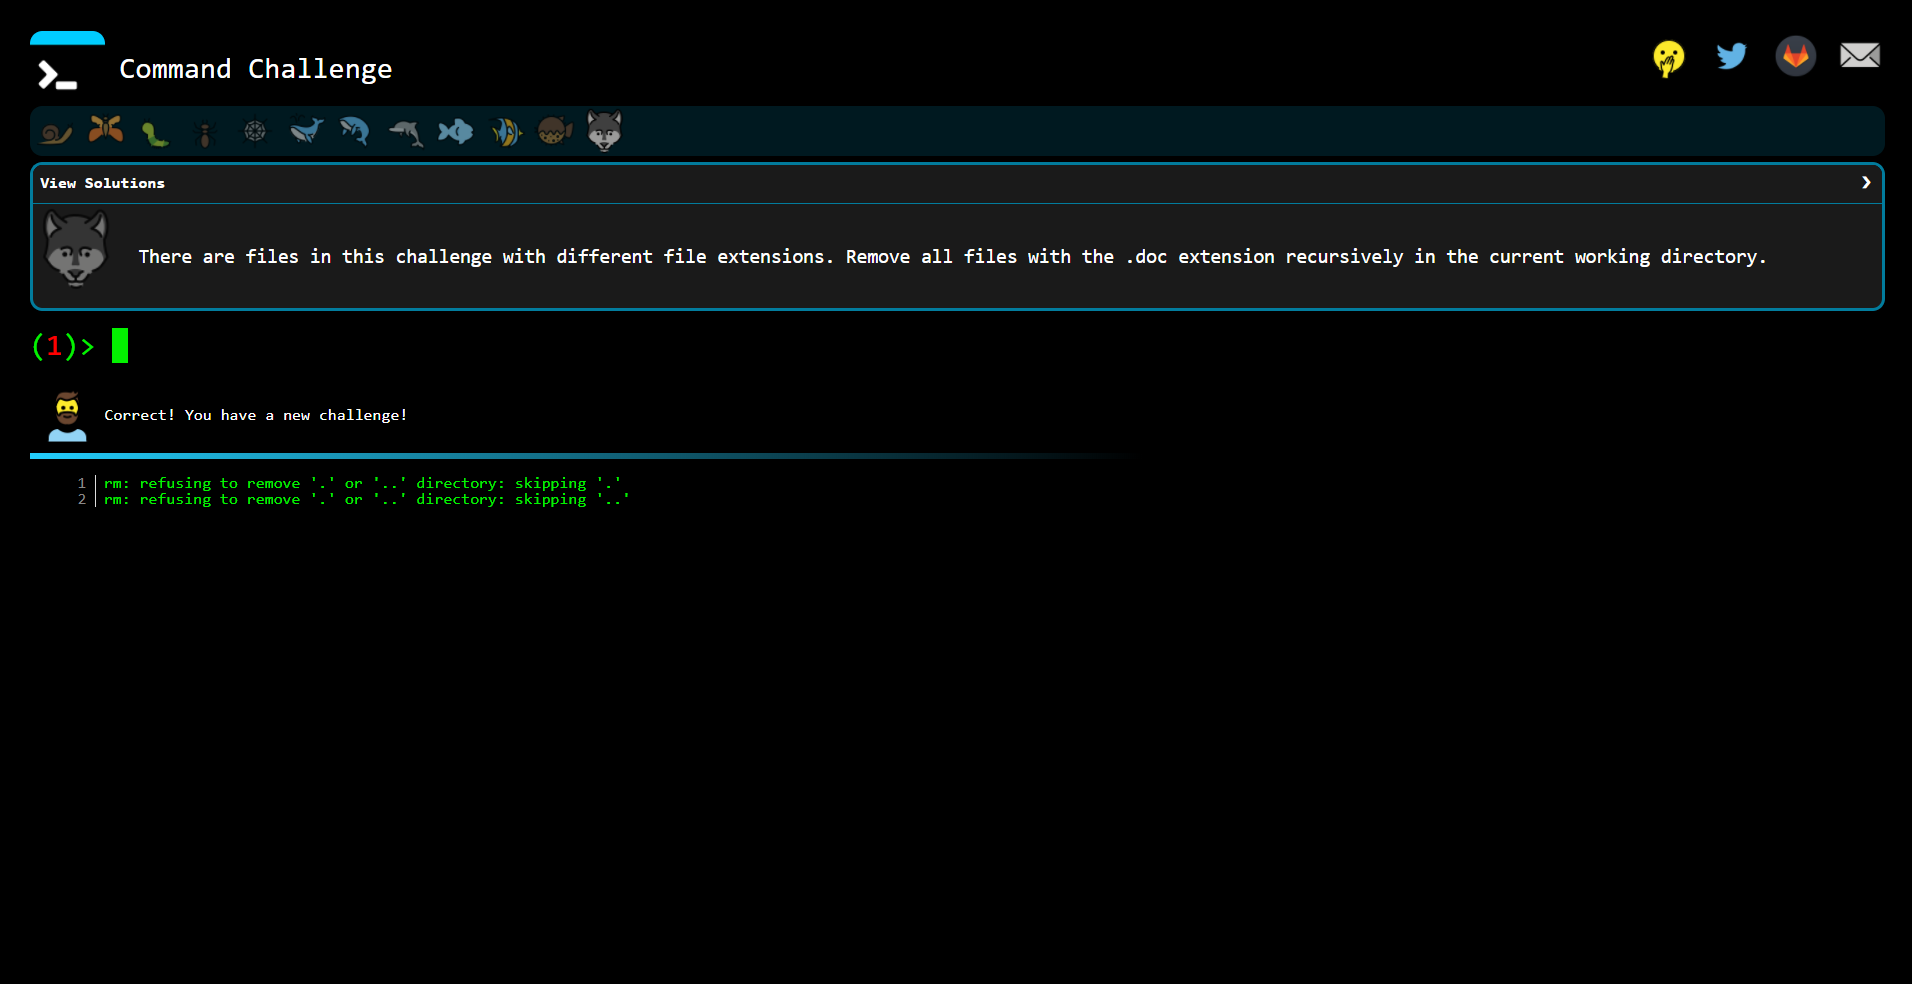 Command Challenge
View Solutions
There are files in this challenge with different file extensions. Remove all files with the .doc extension recursively in the current working directory.
(1)>
Correct! You have a new challenge!
1 rm: refusing to remove '.' or '..' directory: skipping '.'
2 rm: refusing to remove '.' or '..' directory: skipping '..'